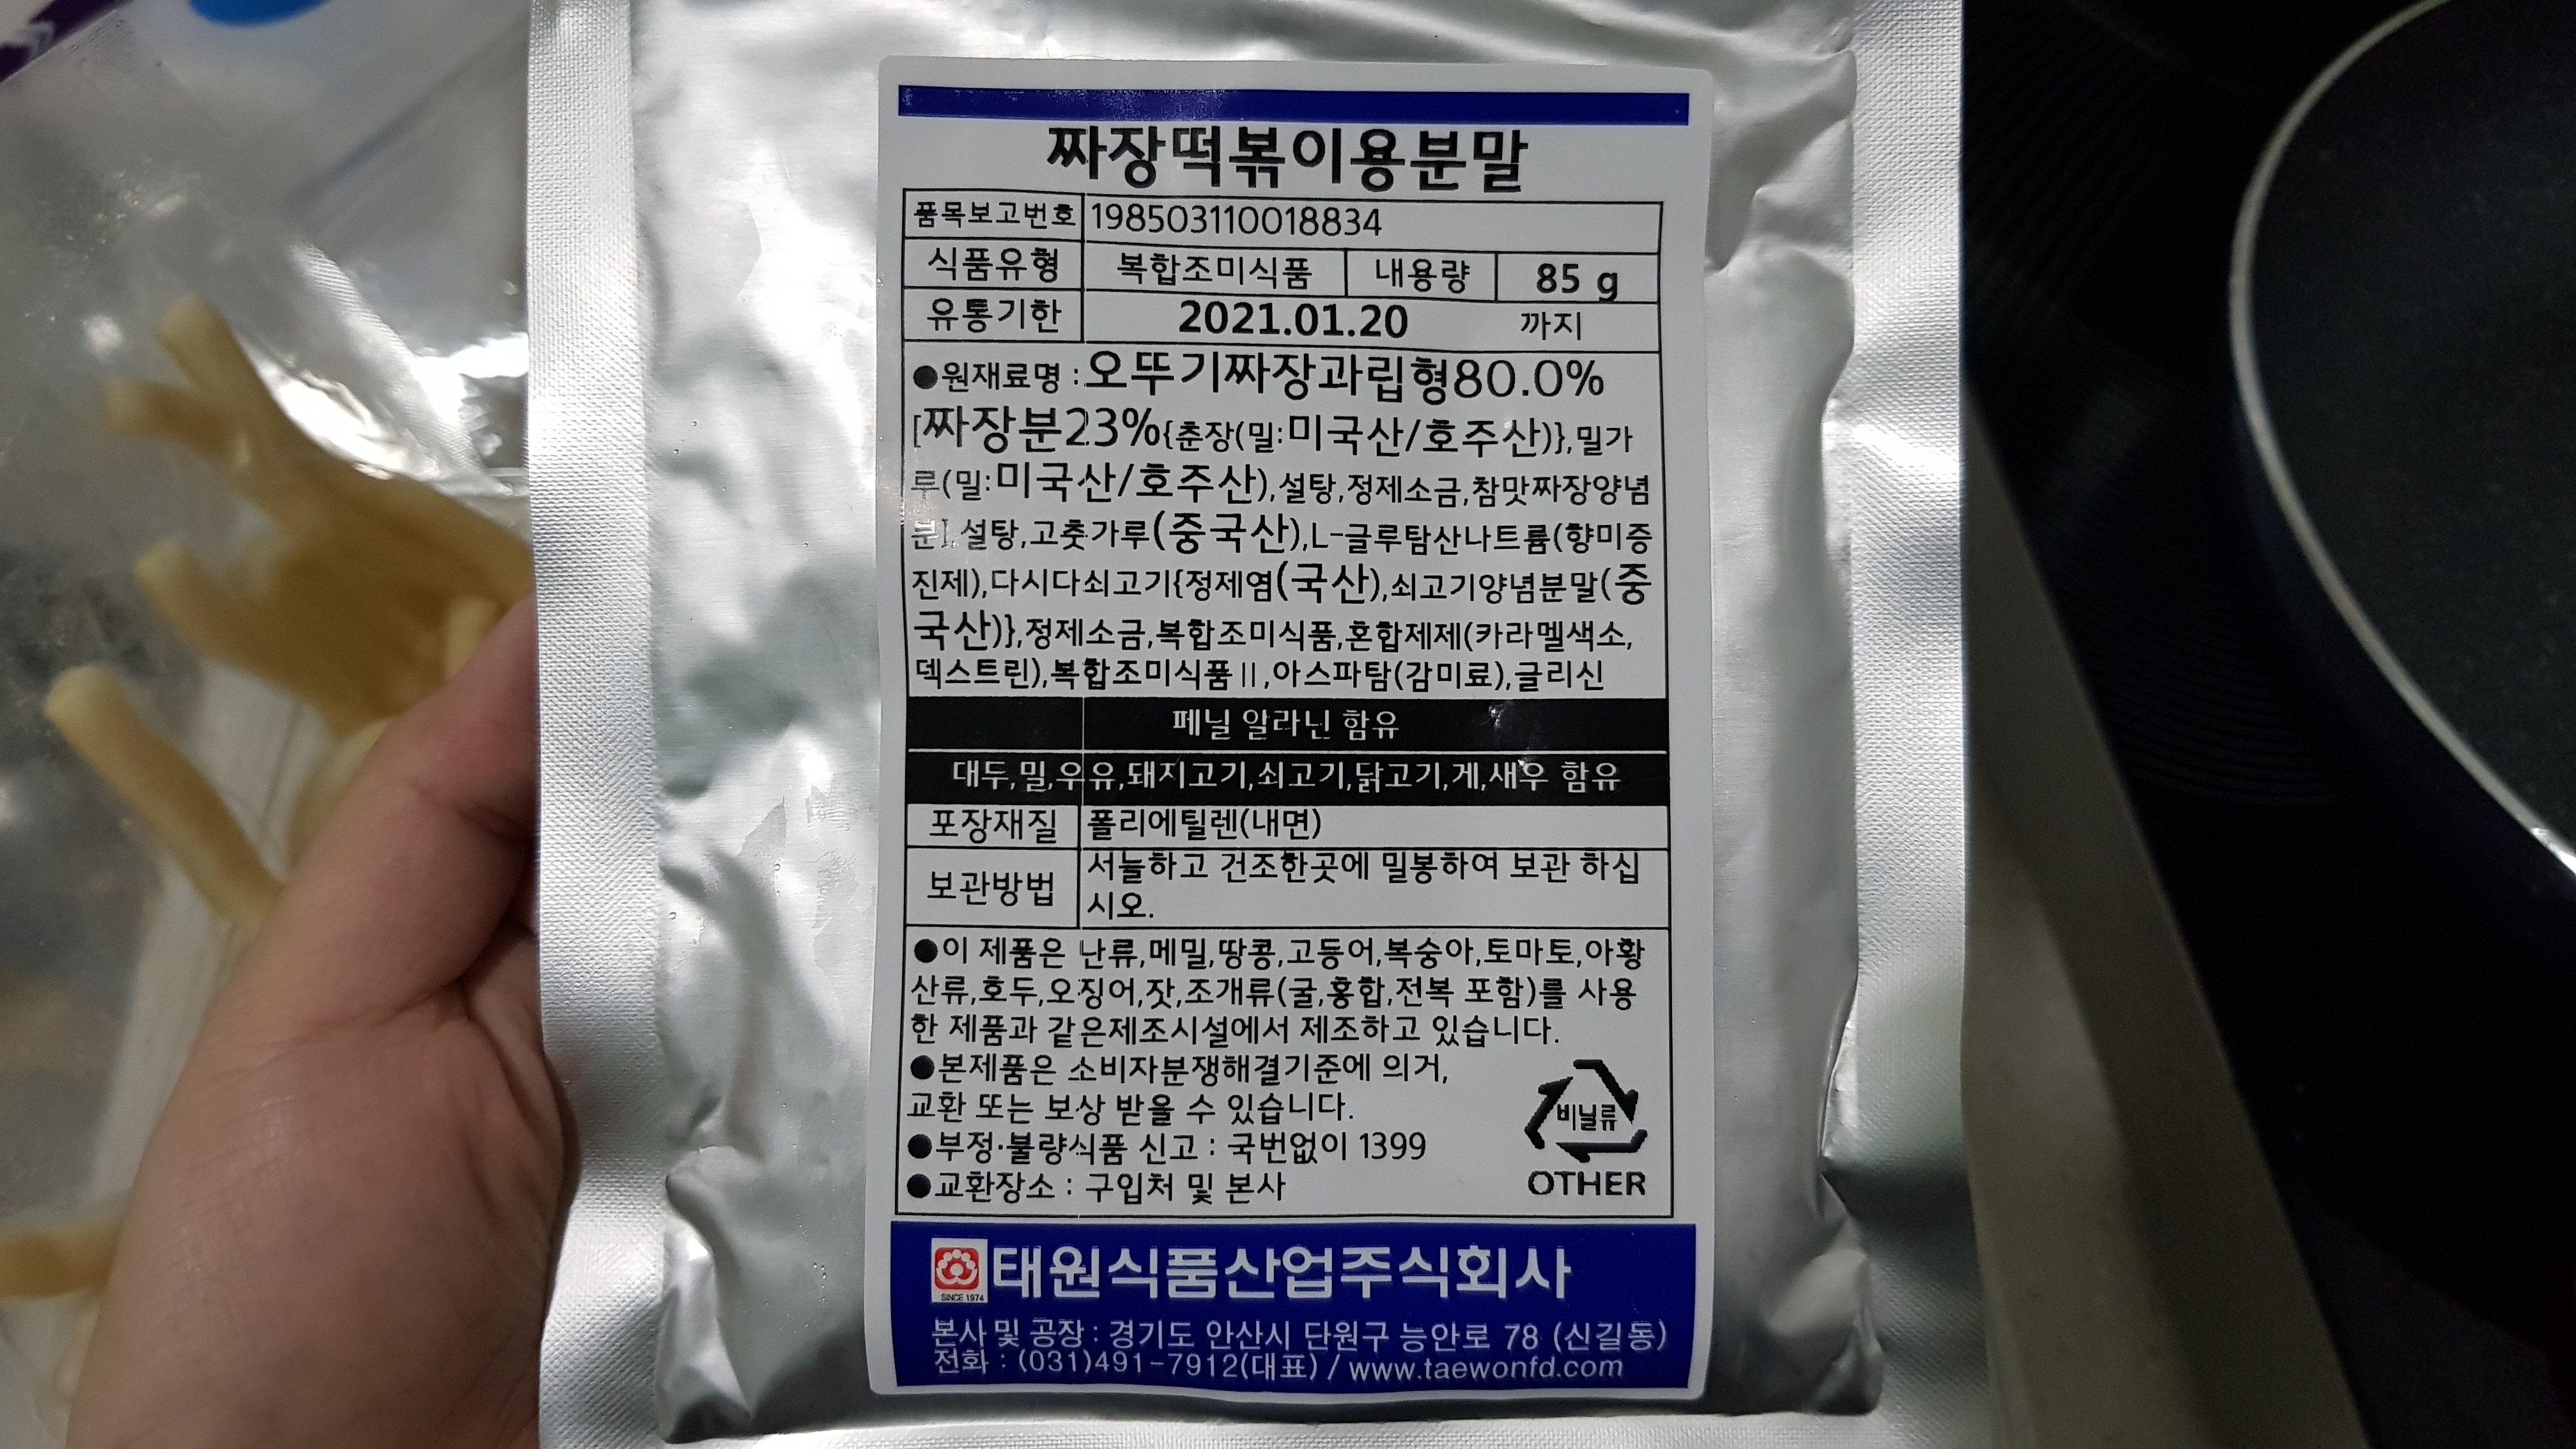 짜장떡볶이용분말
품목보고번호 198503110018834
식품유형 복합조미식품 내용량 85 g
유통기한 2021.01.20 까지
●원재료명 : 오뚜기짜장과립형80.0%
[짜장분23%{춘장(밀:미국산/호주산)},밀가
루(밀:미국산/호주산),설탕,정제소금,참맛짜장양념
분],설탕,고춧가루(중국산),L-글루탐산나트륨(향미증
진제),다시다쇠고기{정제염(국산),쇠고기양념분말(중
국산)},정제소금,복합조미식품,혼합제제(카라멜색소,
덱스트린),복합조미식품Ⅱ,아스파탐(감미료),글리신
페닐 알라닌 함유
대두,밀,우유,돼지고기,쇠고기,닭고기,게,새우 함유
포장재질 폴리에틸렌(내면)
보관방법 서늘하고 건조한곳에 밀봉하여 보관 하십
시오.
●이 제품은 난류,메밀,땅콩,고등어,복숭아,토마토,아황
산류,호두,오징어,잣,조개류(굴,홍합,전복 포함)를 사용
한 제품과 같은제조시설에서 제조하고 있습니다.
●본제품은 소비자분쟁해결기준에 의거,
교환 또는 보상 받을 수 있습니다.
●부정·불량식품 신고 : 국번없이 1399
●교환장소 : 구입처 및 본사
비닐류
OTHER
SINCE 1974
태원식품산업주식회사
본사 및 공장 : 경기도 안산시 단원구 능안로 78 (신길동)
전화 : (031)491-7912(대표) / www.taewonfd.com